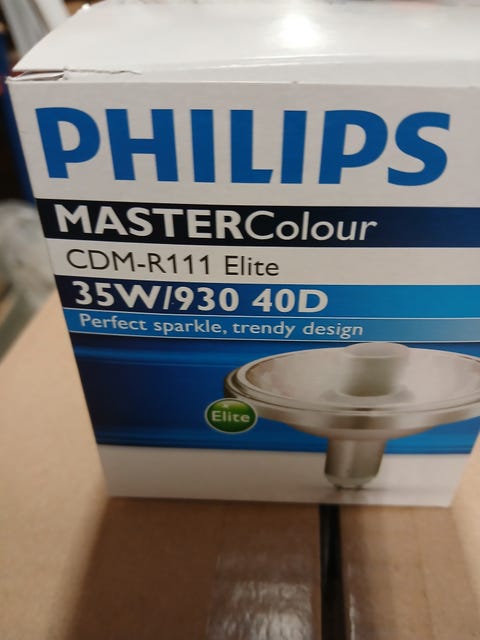 PHILIPS
MASTERColour
CDM-R111 Elite
35W/930 40D
Perfect sparkle, trendy design
Elite